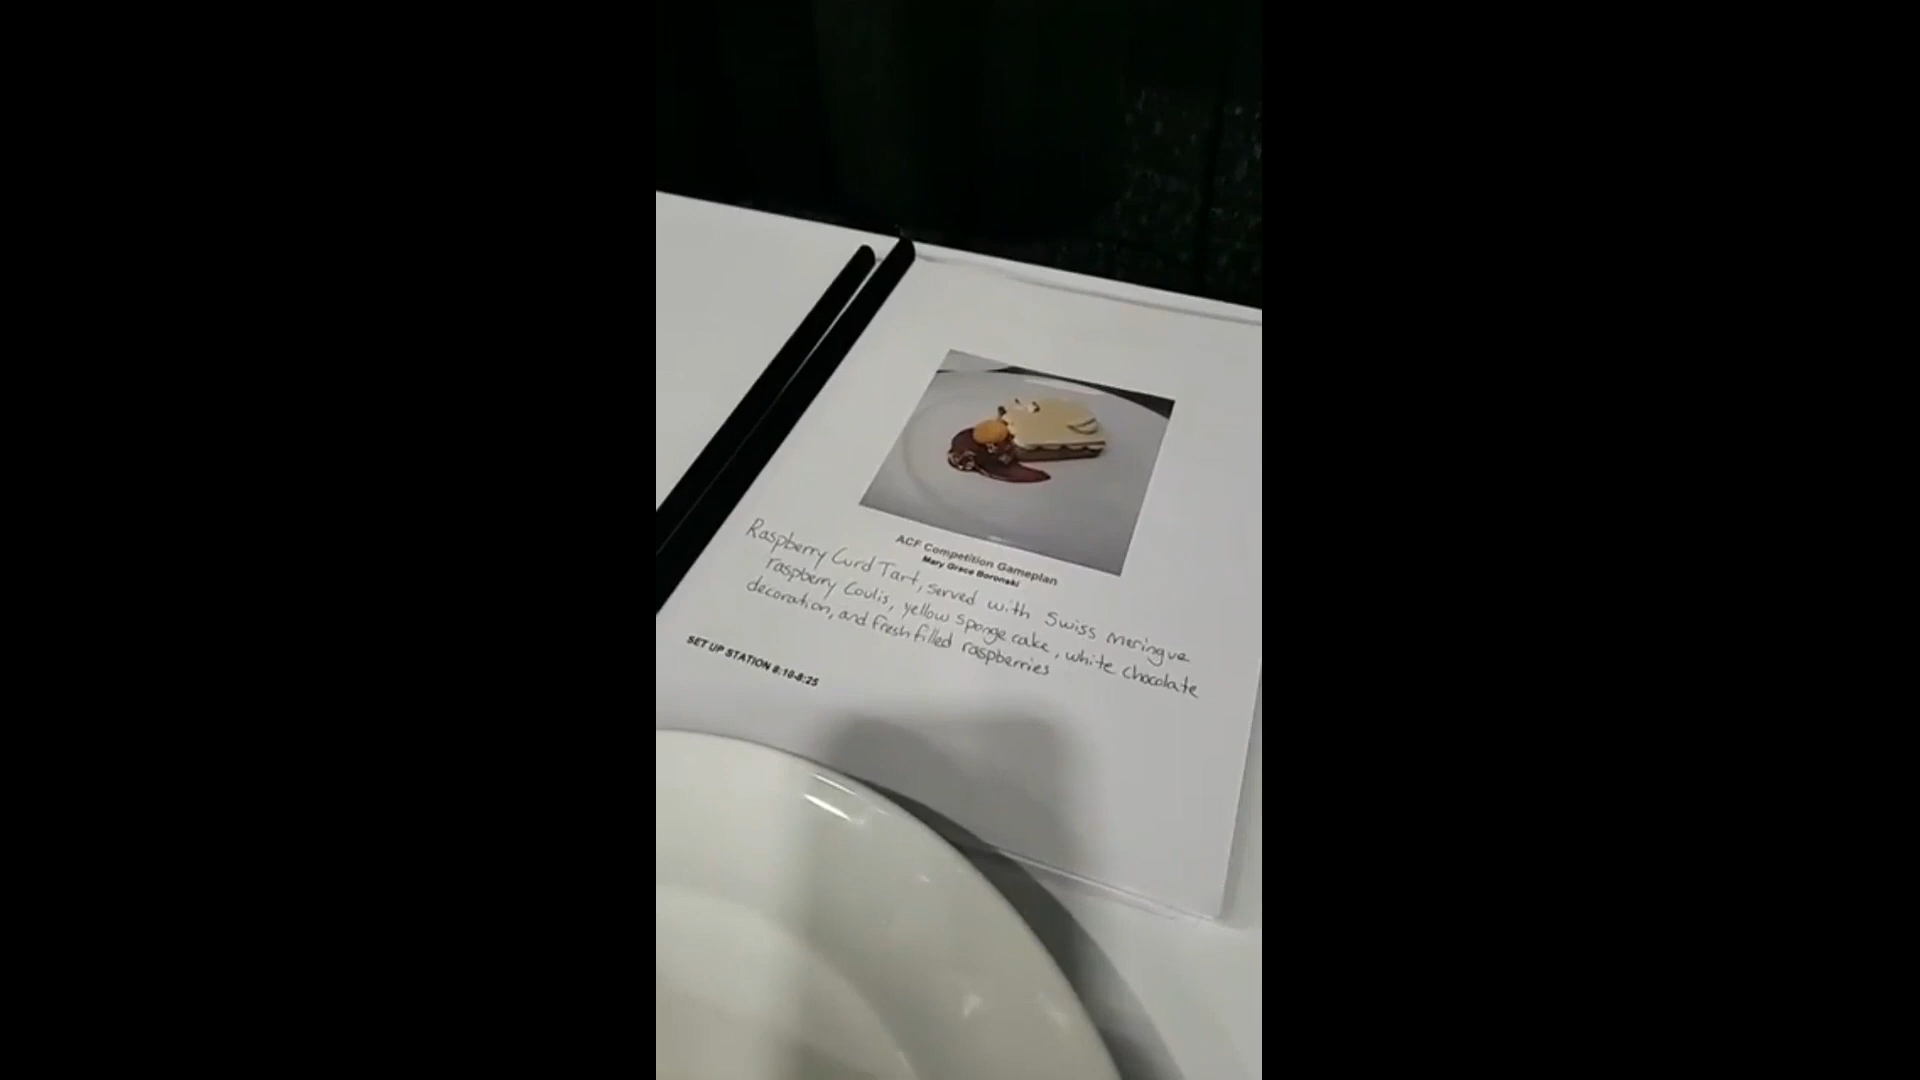 ACF Competition Gameplan
Mary Grace Boronski
Raspberry Curd Tart, served with Swiss meringue
raspberry Coulis, yellow sponge cake, white chocolate
decoration, and fresh filled raspberries
SET UP STATION 8:10-8:25